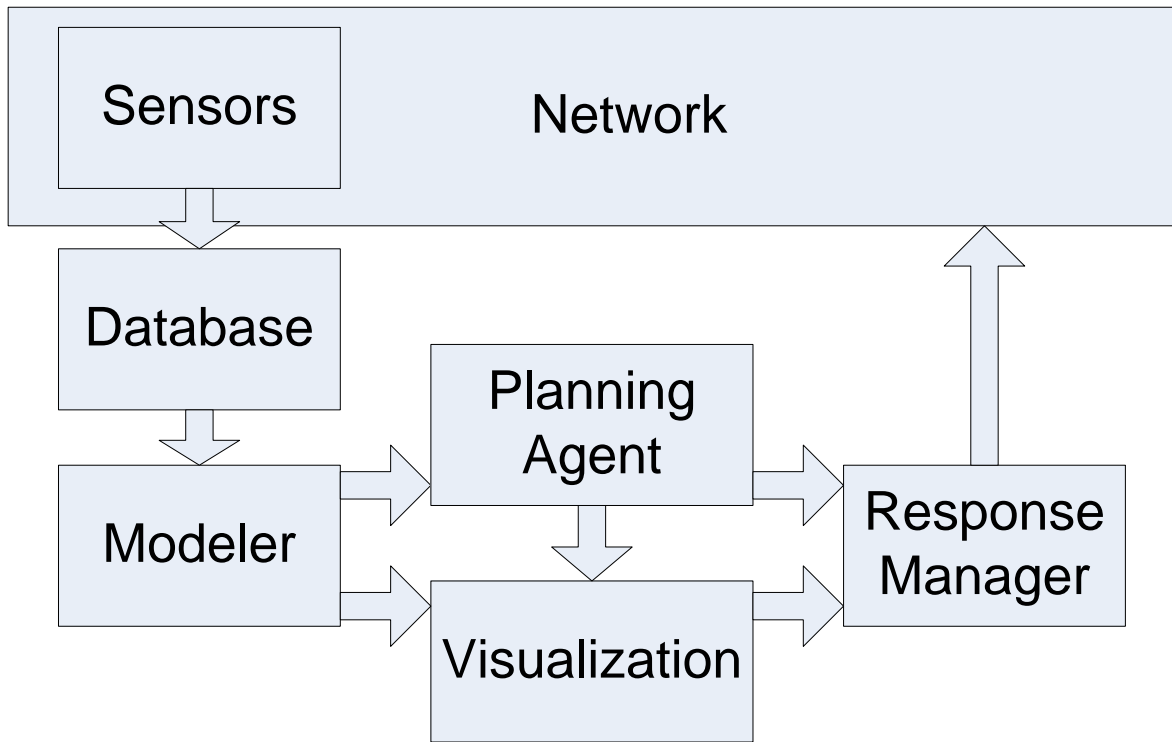 Sensors
Network
Database
Planning
Agent
Modeler
Response
Manager
Visualization